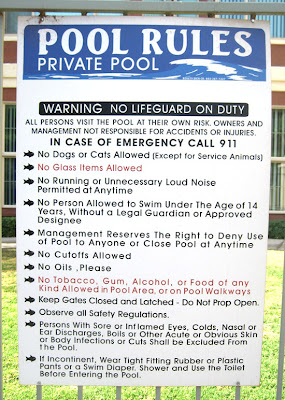 POOL RULES
PRIVATE POOL
WARNING NO LIFEGUARD ON DUTY
ALL PERSONS VISIT THE POOL AT THEIR OWN RISK. OWNERS AND
MANAGEMENT NOT RESPONSIBLE FOR ACCIDENTS OR INJURIES.
IN CASE OF EMERGENCY CALL 911
No Dogs or Cats Allowed (Except for Service Animals)
No Glass Items Allowed
No Running or Unnecessary Loud Noise
Permitted at Anytime
No Person Allowed to Swim Under The Age of 14
Years, Without a Legal Guardian or Approved
Designee
Management Reserves The Right to Deny Use
of Pool to Anyone or Close Pool at Anytime
No Cutoffs Allowed
No Oils ,Please
No Tobacco, Gum, Alcohol, or Food of any
Kind Allowed in Pool Area, or on Pool Walkways
Keep Gates Closed and Latched - Do Not Prop Open.
Observe all Safety Regulations.
Persons With Sore or Inflamed Eyes, Colds, Nasal or
Ear Discharges, Boils or Other Acute or Obvious Skin
or Body Infections or Cuts Shall be Excluded From
The Pool.
If Incontinent, Wear Tight Fitting Rubber or Plastic
Pants or a Swim Diaper. Shower and Use the Toilet
Before Entering the Pool.